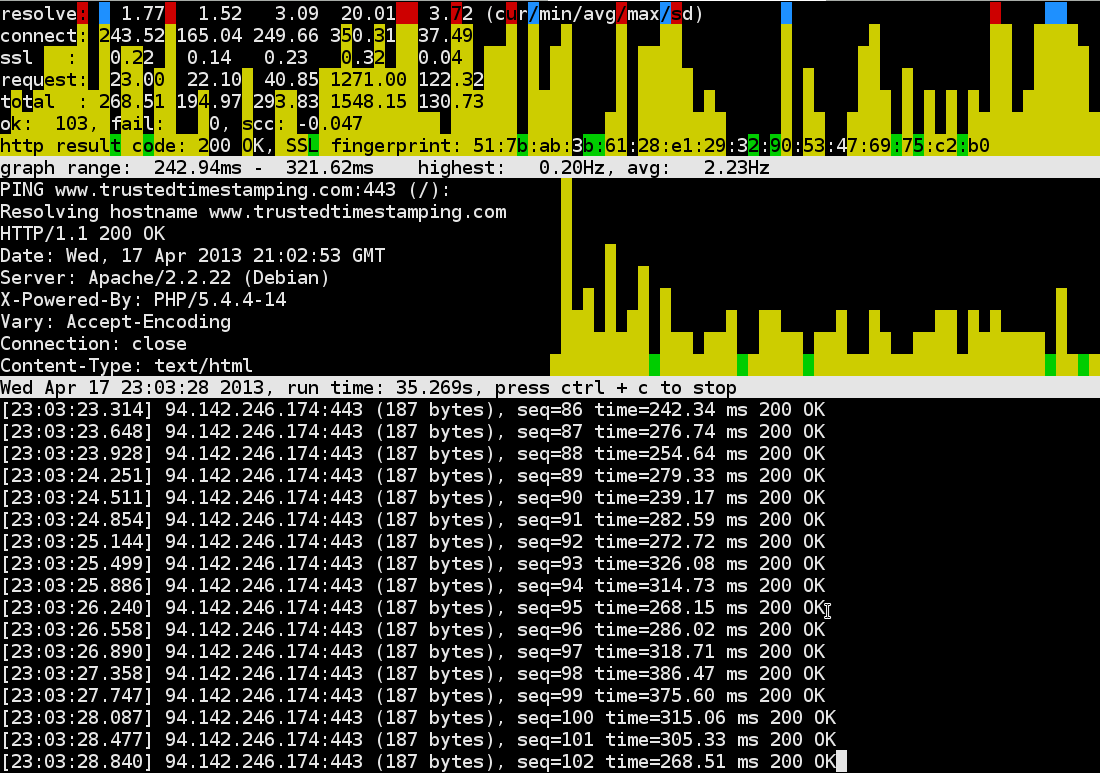 resolve: 1.77 1.52 3.09 20.01 3.72 (cur/min/avg/max/sd)
connect: 243.52 165.04 249.66 350.31 37.49
ssl : 0.22 0.14 0.23 0.32 0.04
request: 23.00 22.10 40.85 1271.00 122.32
total : 268.51 194.97 293.83 1548.15 130.73
ok: 103, fail: 0, scc: -0.047
http result code: 200 OK, SSL fingerprint: 51:7b:ab:3b:61:28:e1:29:32:90:53:47:69:75:c2:b0
graph range: 242.94ms - 321.62ms highest: 0.20Hz, avg: 2.23Hz
PING www.trustedtimestamping.com:443 (/):
Resolving hostname www.trustedtimestamping.com
HTTP/1.1 200 OK
Date: Wed, 17 Apr 2013 21:02:53 GMT
Server: Apache/2.2.22 (Debian)
X-Powered-By: PHP/5.4.4-14
Vary: Accept-Encoding
Connection: close
Content-Type: text/html
Wed Apr 17 23:03:28 2013, run time: 35.269s, press ctrl + c to stop
[23:03:23.314] 94.142.246.174:443 (187 bytes), seq=86 time=242.34 ms 200 OK
[23:03:23.648] 94.142.246.174:443 (187 bytes), seq=87 time=276.74 ms 200 OK
[23:03:23.928] 94.142.246.174:443 (187 bytes), seq=88 time=254.64 ms 200 OK
[23:03:24.251] 94.142.246.174:443 (187 bytes), seq=89 time=279.33 ms 200 OK
[23:03:24.511] 94.142.246.174:443 (187 bytes), seq=90 time=239.17 ms 200 OK
[23:03:24.854] 94.142.246.174:443 (187 bytes), seq=91 time=282.59 ms 200 OK
[23:03:25.144] 94.142.246.174:443 (187 bytes), seq=92 time=272.72 ms 200 OK
[23:03:25.499] 94.142.246.174:443 (187 bytes), seq=93 time=326.08 ms 200 OK
[23:03:25.886] 94.142.246.174:443 (187 bytes), seq=94 time=314.73 ms 200 OK
[23:03:26.240] 94.142.246.174:443 (187 bytes), seq=95 time=268.15 ms 200 OK
[23:03:26.558] 94.142.246.174:443 (187 bytes), seq=96 time=286.02 ms 200 OK
[23:03:26.890] 94.142.246.174:443 (187 bytes), seq=97 time=318.71 ms 200 OK
[23:03:27.358] 94.142.246.174:443 (187 bytes), seq=98 time=386.47 ms 200 OK
[23:03:27.747] 94.142.246.174:443 (187 bytes), seq=99 time=375.60 ms 200 OK
[23:03:28.087] 94.142.246.174:443 (187 bytes), seq=100 time=315.06 ms 200 OK
[23:03:28.477] 94.142.246.174:443 (187 bytes), seq=101 time=305.33 ms 200 OK
[23:03:28.840] 94.142.246.174:443 (187 bytes), seq=102 time=268.51 ms 200 OK